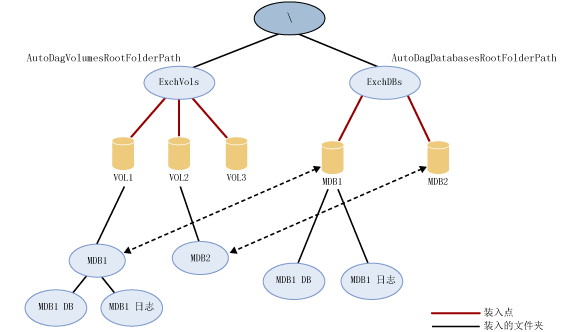 \
AutoDagVolumesRootFolderPath
AutoDagDatabasesRootFolderPath
ExchVols
ExchDBs
VOL1
VOL2
VOL3
MDB1
MDB2
MDB1
MDB2
MDB1 DB
MDB1 日志
MDB1 DB
MDB1 日志
装入点
装入的文件夹